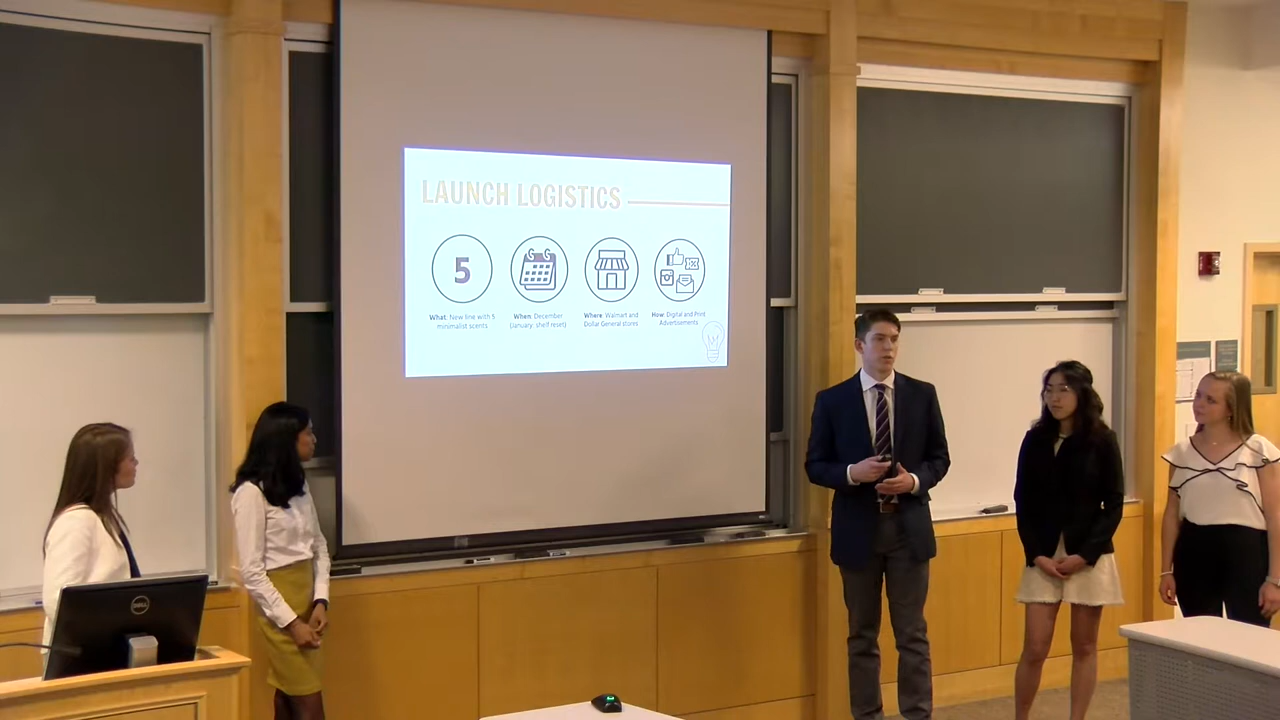 LAUNCH LOGISTICS
5
What: New line with 5
minimalist scents
When: December
(January: shelf reset)
Where: Walmart and
Dollar General stores
How: Digital and Print
Advertisements
DELL